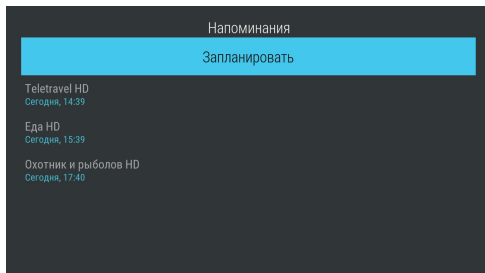 Напоминания
Запланировать
Teletravel HD
Сегодня, 14:39
Еда HD
Сегодня, 15:39
Охотник и рыболов HD
Сегодня, 17:40